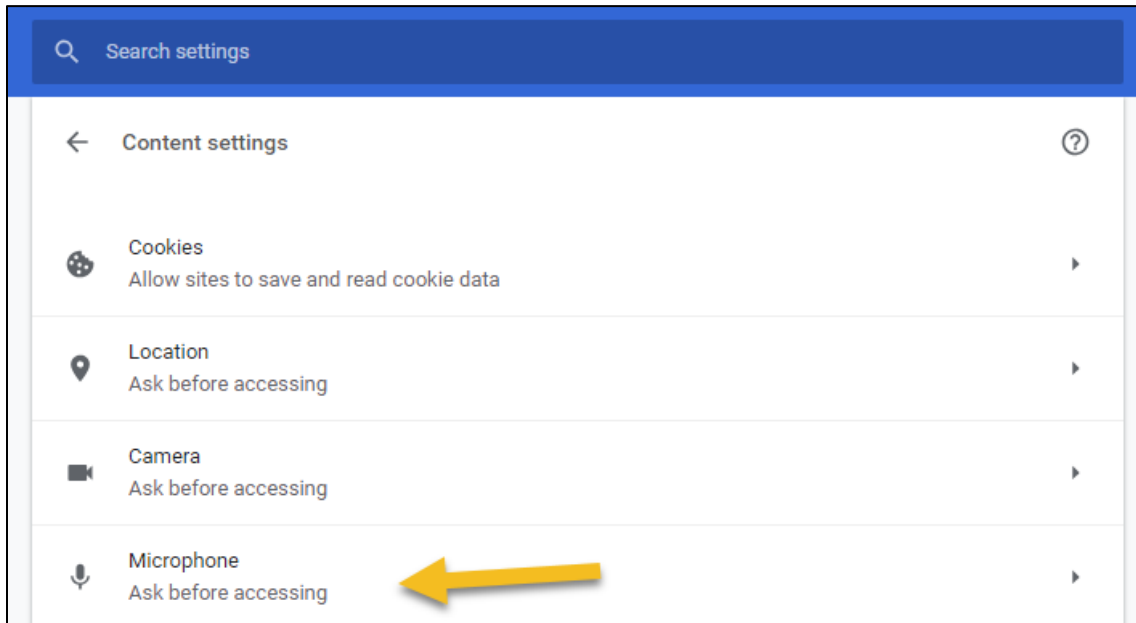 Search settings
Content settings
Cookies
Allow sites to save and read cookie data
Location
Ask before accessing
Camera
Ask before accessing
Microphone
Ask before accessing